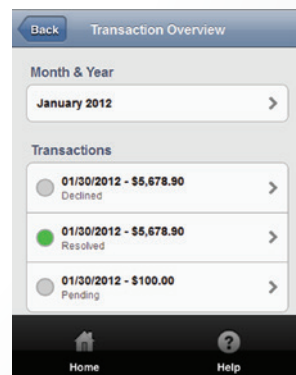 Back
Transaction Overview
Month & Year
January 2012
Transactions
01/30/2012 - $5,678.90
Declined
01/30/2012 - $5,678.90
Resolved
01/30/2012 - $100.00
Pending
Home
Help